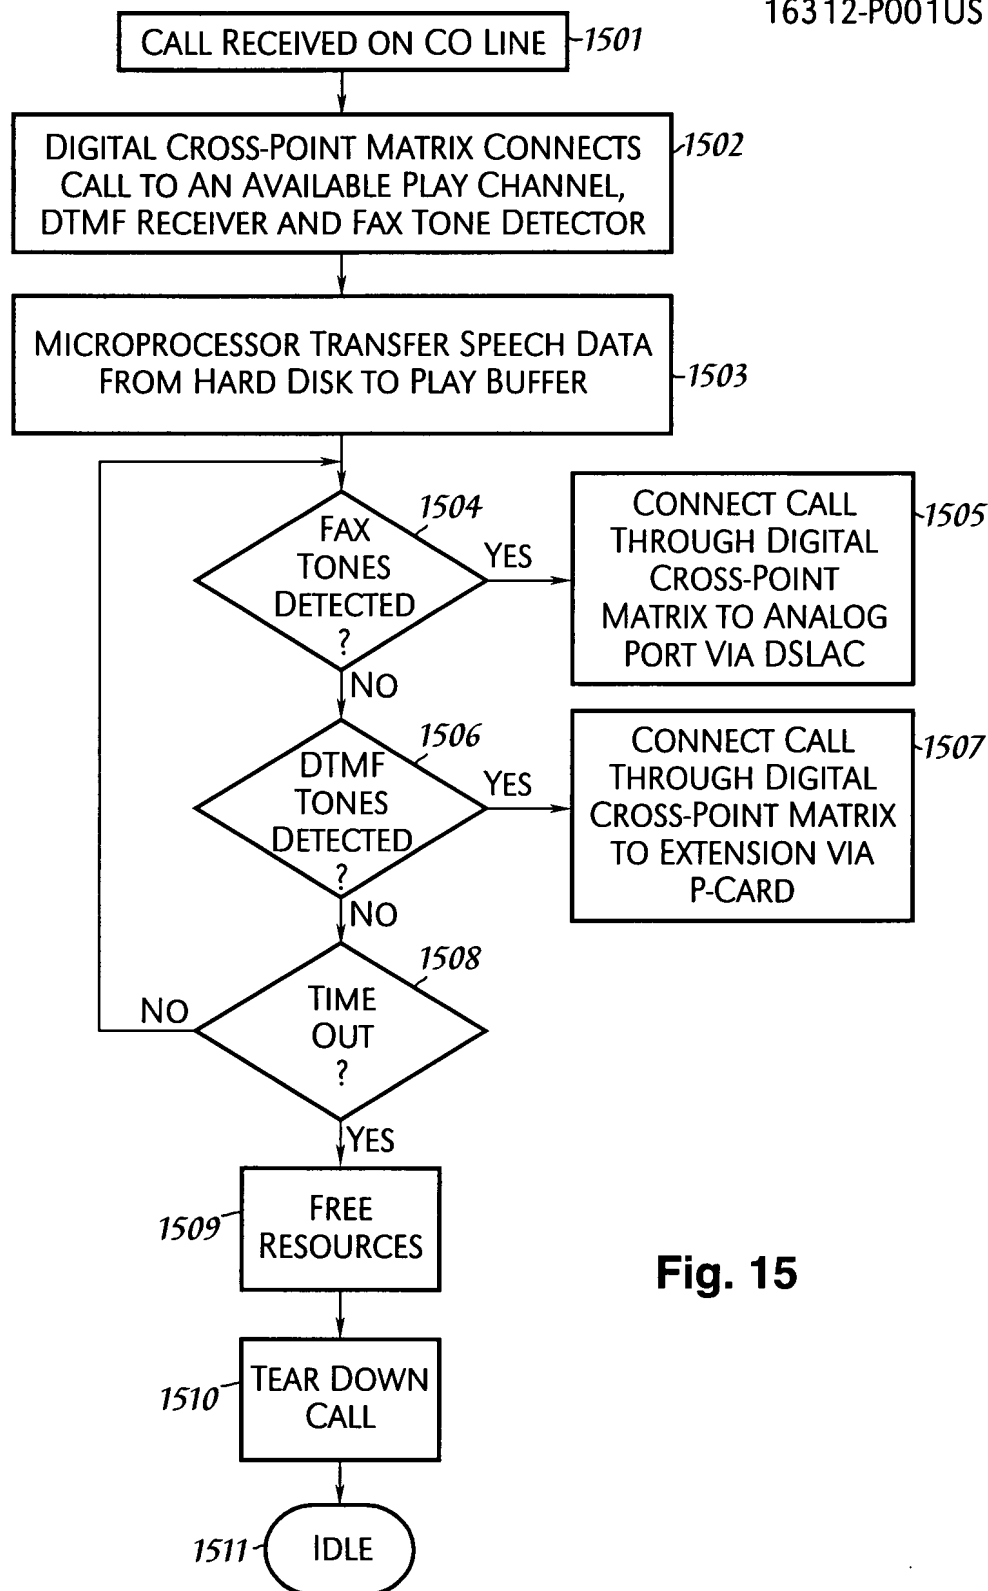 16312-P001US
CALL RECEIVED ON CO LINE
1501
DIGITAL CROSS-POINT MATRIX CONNECTS
CALL TO AN AVAILABLE PLAY CHANNEL,
DTMF RECEIVER AND FAX TONE DETECTOR
1502
MICROPROCESSOR TRANSFER SPEECH DATA
FROM HARD DISK TO PLAY BUFFER
1503
FAX
TONES
DETECTED
?
1504
YES
NO
CONNECT CALL
THROUGH DIGITAL
CROSS-POINT
MATRIX TO ANALOG
PORT VIA DSLAC
1505
DTMF
TONES
DETECTED
?
1506
YES
NO
CONNECT CALL
THROUGH DIGITAL
CROSS-POINT MATRIX
TO EXTENSION VIA
P-CARD
1507
TIME
OUT
?
1508
NO
YES
FREE
RESOURCES
1509
Fig. 15
TEAR DOWN
CALL
1510
IDLE
1511